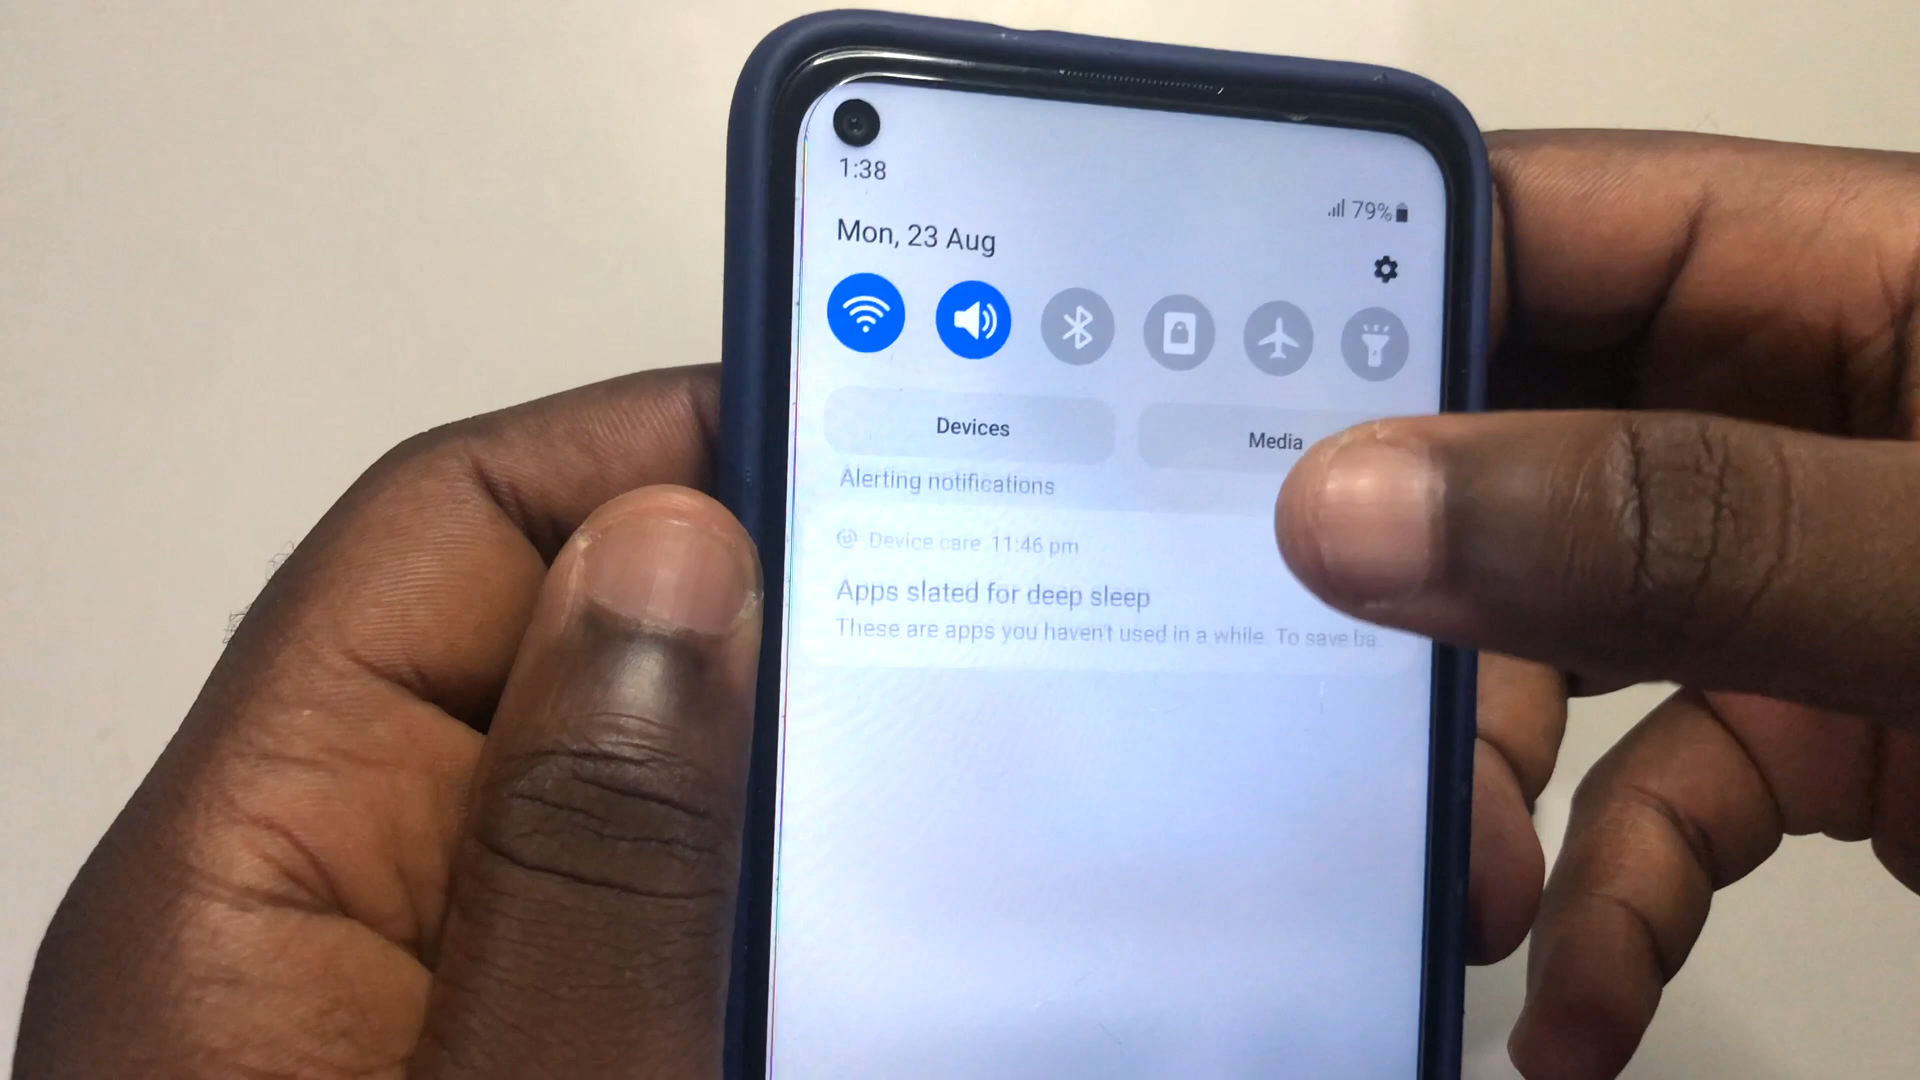 1:38
79%
Mon, 23 Aug
Devices
Media
Alerting notifications
Device care 11:46 pm
Apps slated for deep sleep
These are apps you haven't used in a while. To save ba